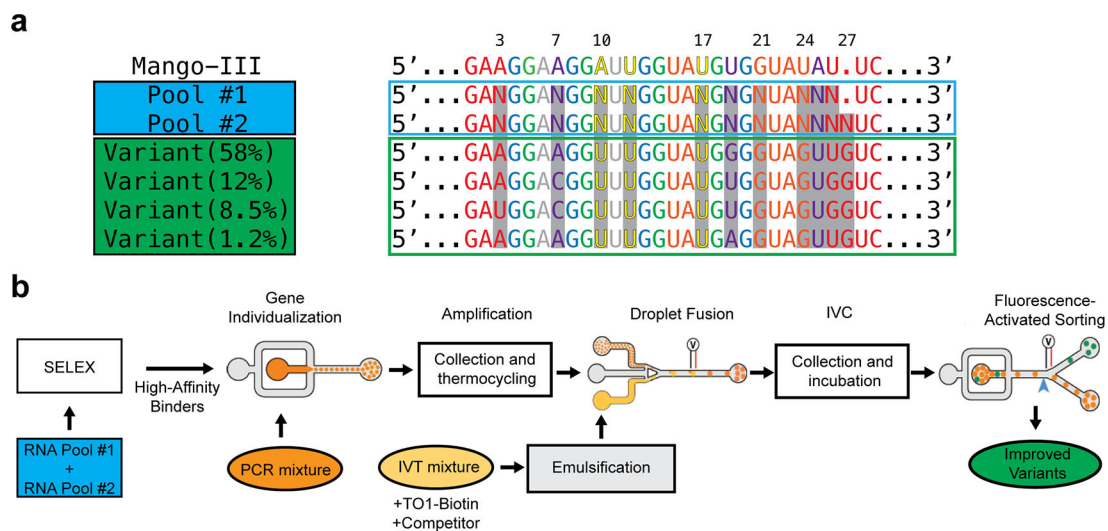 a
3 7 10 17 21 24 27
Mango-III 5'...GAAGGAAGGAUUGGUAUGUGGUAUAU.UC...3'
Pool #1 5'...GANGGANGGNUNGGUANGNGNUANNN.UC...3'
Pool #2 5'...GANGGANGGNUNGGUANGNGNUANNNNUC...3'
Variant(58%) 5'...GAAGGAAGGUUUGGUAUGGGGUAGUUGUC...3'
Variant(12%) 5'...GAAGGACGGUUUGGUAUGUGGUAGUGGUC...3'
Variant(8.5%) 5'...GAUGGACGGUUUGGUAUGUGGUAGUGGUC...3'
Variant(1.2%) 5'...GAAGGAAGGUUUGGUAUGAGGUAGUUGUC...3'
b
SELEX
High-Affinity
Binders
RNA Pool #1
+
RNA Pool #2
Gene
Individualization
PCR mixture
Amplification
Collection and
thermocycling
IVT mixture
+TO1-Biotin
+Competitor
Emulsification
Droplet Fusion
V
IVC
Collection and
incubation
Fluorescence-
Activated Sorting
V
Improved
Variants